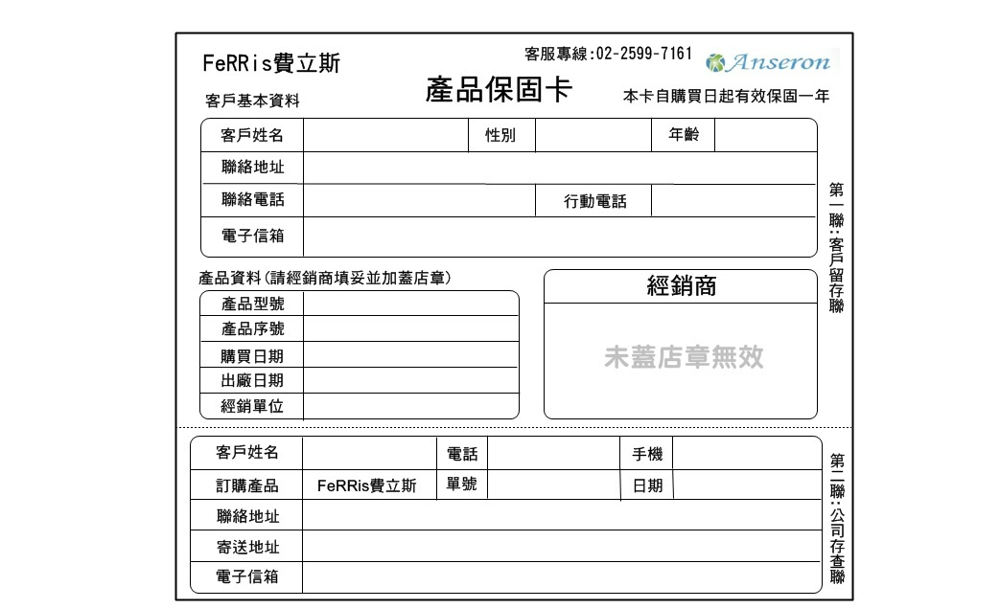 FeRRis費立斯
客服專線:02-2599-7161
Anseron
產品保固卡
客戶基本資料
本卡自購買日起有效保固一年
客戶姓名 性別 年齡
聯絡地址
聯絡電話 行動電話
電子信箱
第一聯:客戶留存聯
產品資料(請經銷商填妥並加蓋店章)
產品型號
產品序號
購買日期
出廠日期
經銷單位
經銷商
未蓋店章無效
客戶姓名 電話 手機
訂購產品 FeRRis費立斯 單號 日期
聯絡地址
寄送地址
電子信箱
第二聯:公司存查聯